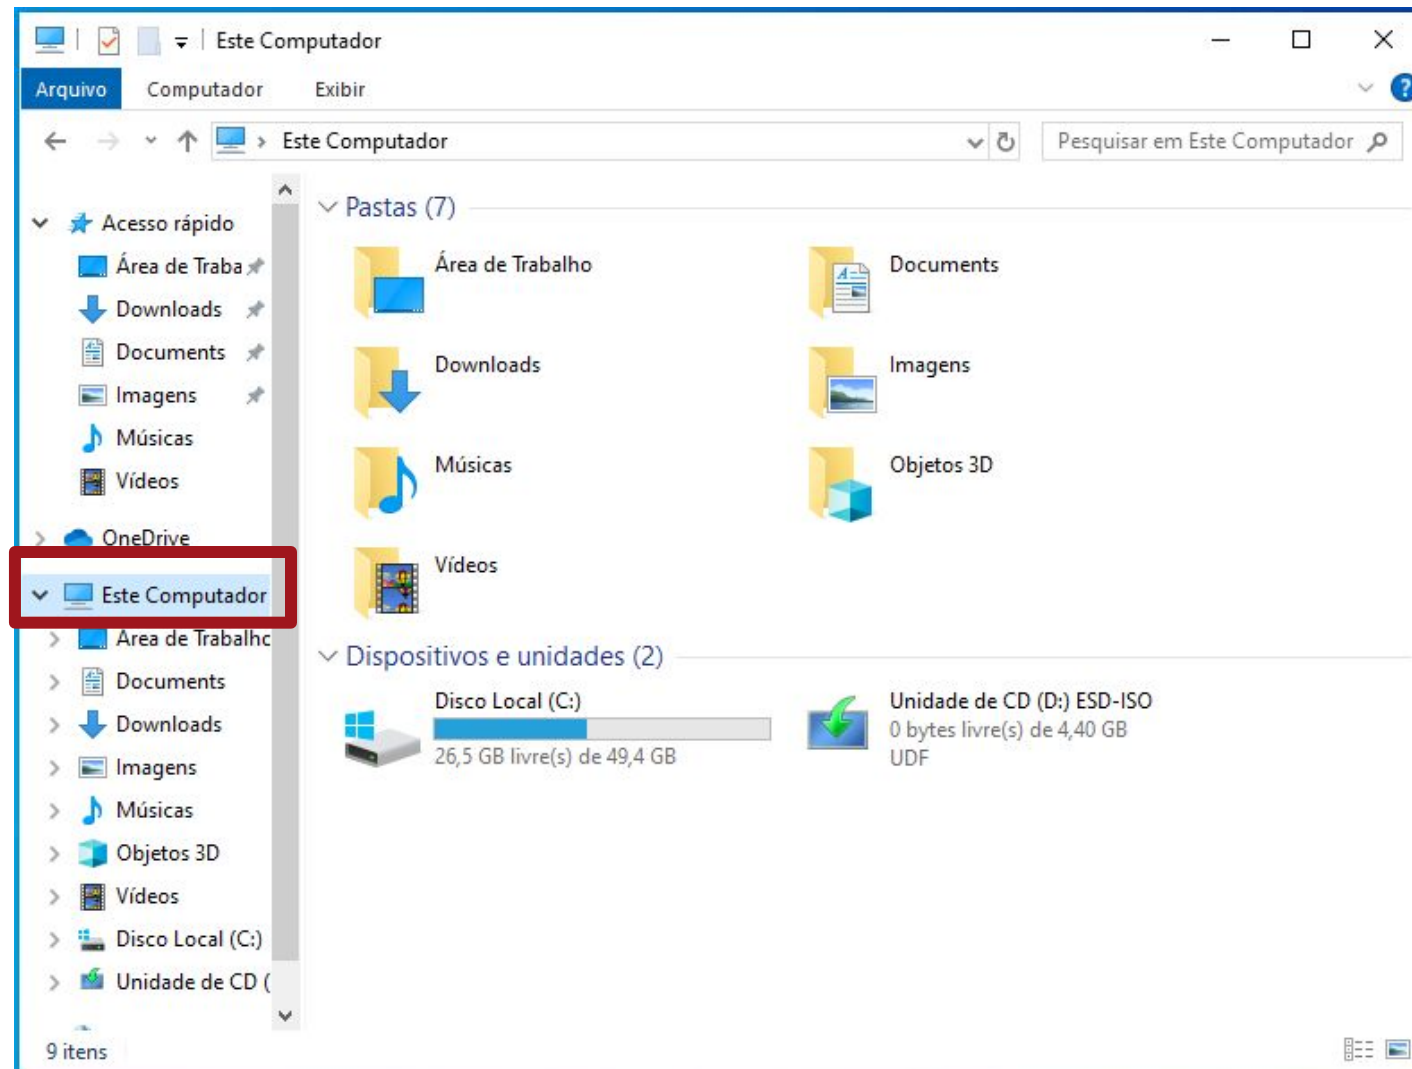 Este Computador
Arquivo Computador Exibir
Este Computador
Pesquisar em Este Computador
Acesso rápido
Área de Traba
Downloads
Documents
Imagens
Músicas
Vídeos
OneDrive
Este Computador
Área de Trabalho
Documents
Downloads
Imagens
Músicas
Objetos 3D
Vídeos
Disco Local (C:)
Unidade de CD (
Pastas (7)
Área de Trabalho
Documents
Downloads
Imagens
Músicas
Objetos 3D
Vídeos
Dispositivos e unidades (2)
Disco Local (C:)
26,5 GB livre(s) de 49,4 GB
Unidade de CD (D:) ESD-ISO
0 bytes livre(s) de 4,40 GB
UDF
9 itens